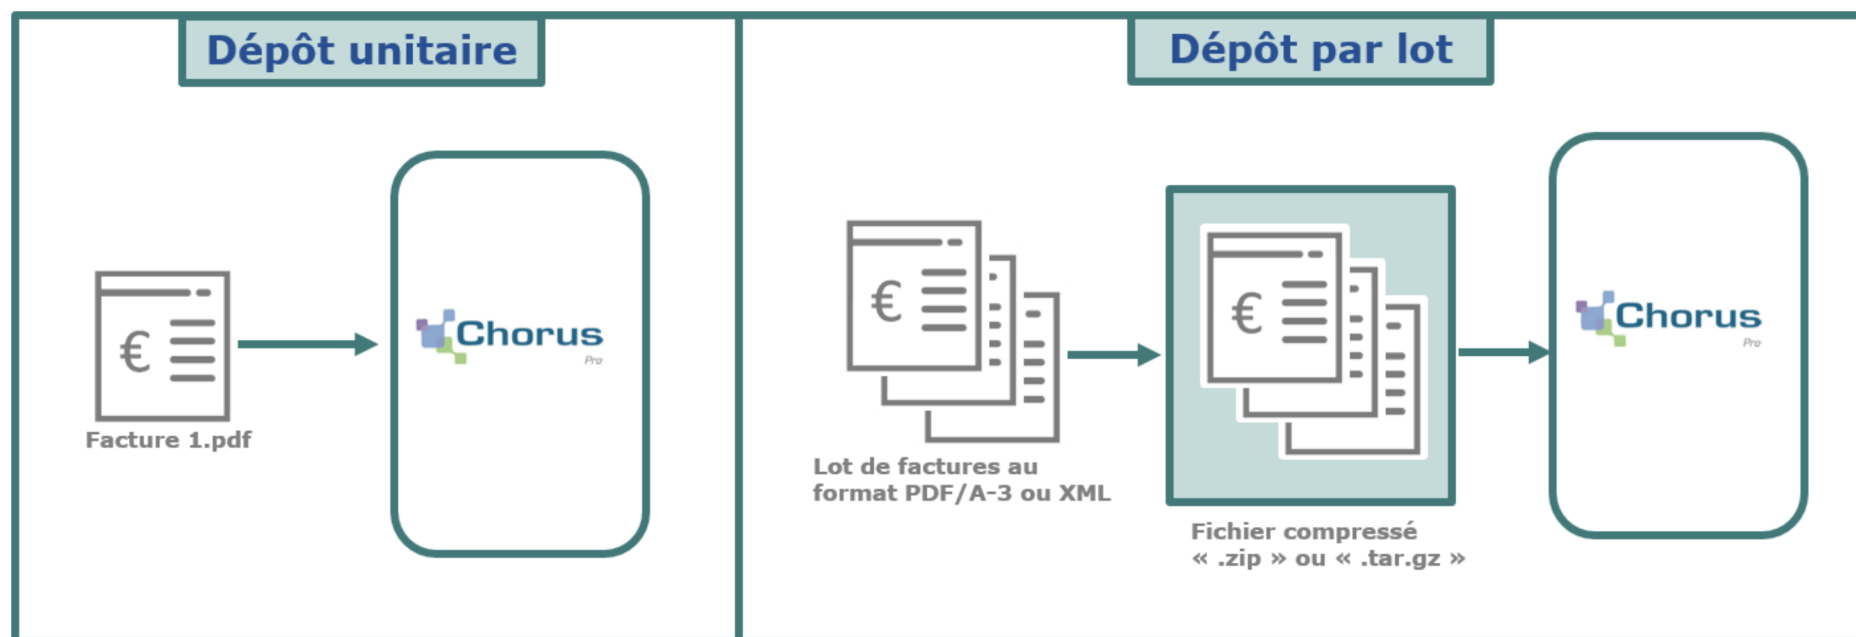 Dépôt unitaire
Dépôt par lot
€
Facture 1.pdf
Chorus
Pro
€
Lot de factures au
format PDF/A-3 ou XML
€
Fichier compressé
« .zip » ou « .tar.gz »
Chorus
Pro